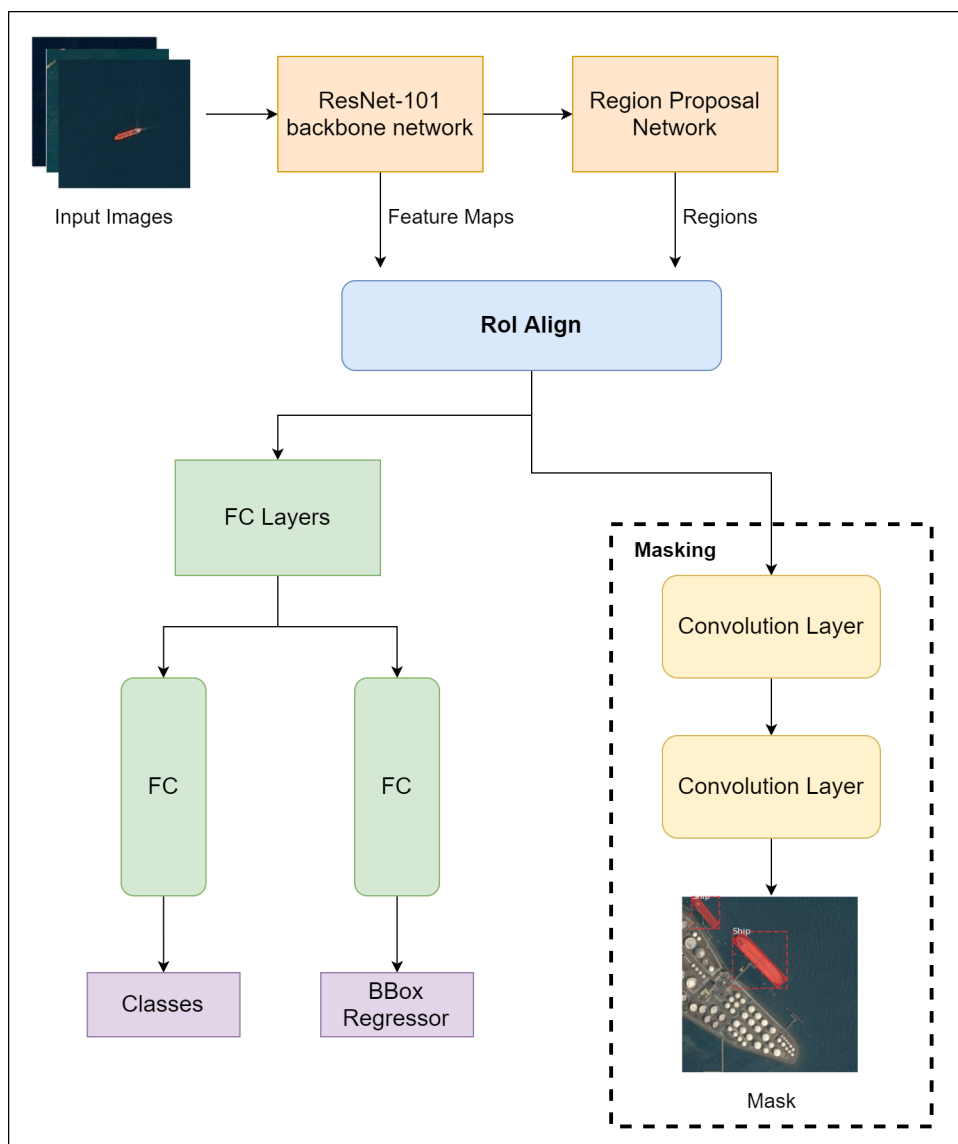 ResNet-101
backbone network
Region Proposal
Network
Input Images
Feature Maps
Regions
RoI Align
FC Layers
Masking
Convolution Layer
FC
FC
Convolution Layer
Ship
Ship
Classes
BBox
Regressor
Mask